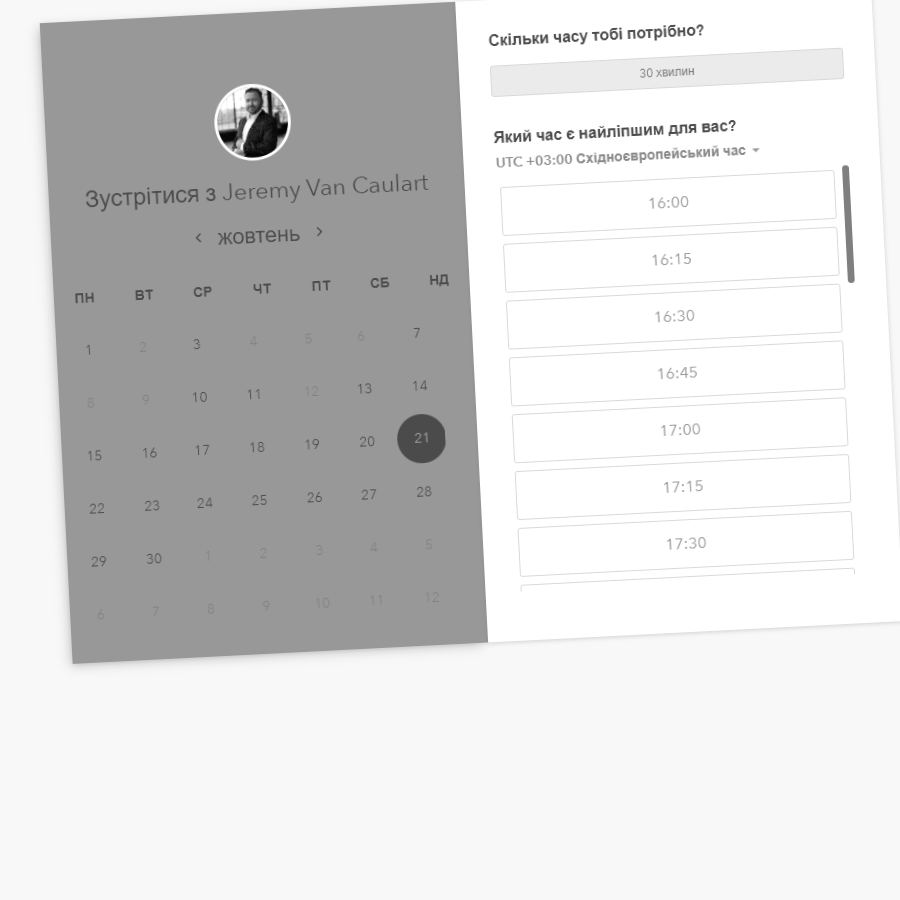 Зустрітися з Jeremy Van Caulart
‹ жовтень ›
ПН ВТ СР ЧТ ПТ СБ НД
1 2 3 4 5 6 7
8 9 10 11 12 13 14
15 16 17 18 19 20 21
22 23 24 25 26 27 28
29 30 1 2 3 4 5
6 7 8 9 10 11 12
Скільки часу тобі потрібно?
30 хвилин
Який час є найліпшим для вас?
UTC +03:00 Східноєвропейський час
16:00
16:15
16:30
16:45
17:00
17:15
17:30